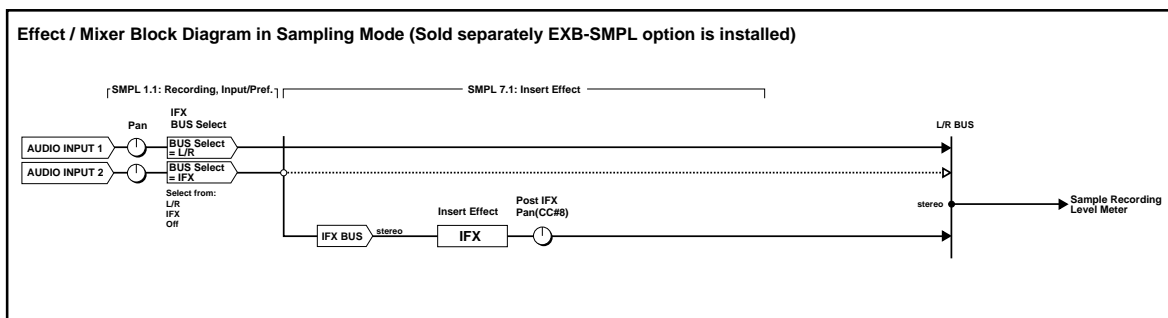 Effect / Mixer Block Diagram in Sampling Mode (Sold separately EXB-SMPL option is installed)
SMPL 1.1: Recording, Input/Pref.
SMPL 7.1: Insert Effect
IFX
BUS Select
Pan
L/R BUS
AUDIO INPUT 1
BUS Select
= L/R
AUDIO INPUT 2
BUS Select
= IFX
Select from:
L/R
IFX
Off
stereo
Sample Recording
Level Meter
IFX BUS
stereo
Insert Effect
IFX
Post IFX
Pan(CC#8)